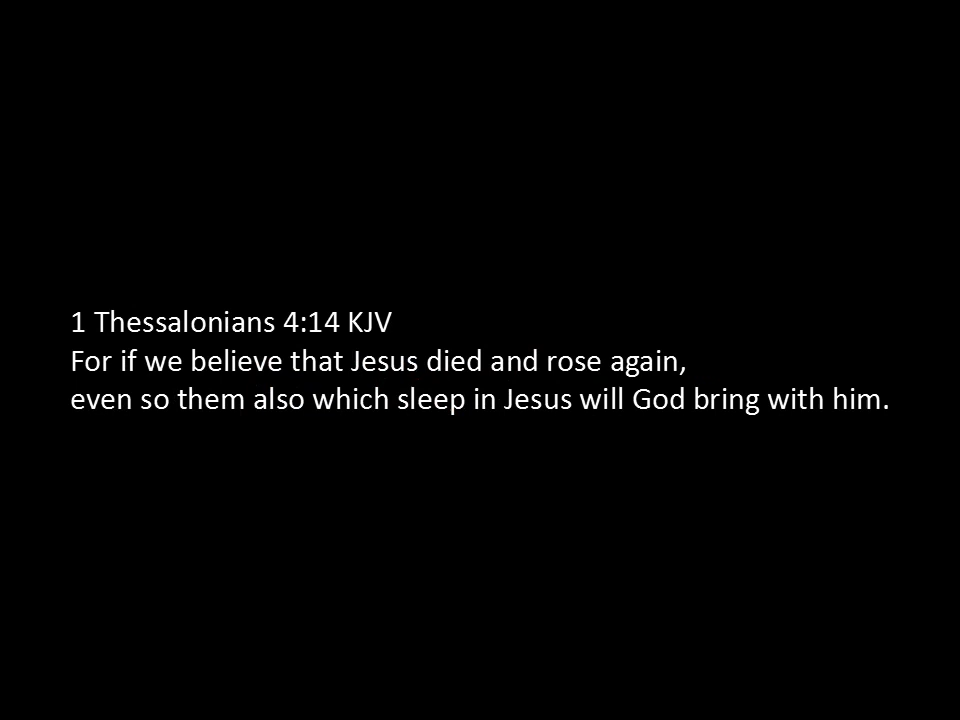 1 Thessalonians 4:14 KJV
For if we believe that Jesus died and rose again,
even so them also which sleep in Jesus will God bring with him.